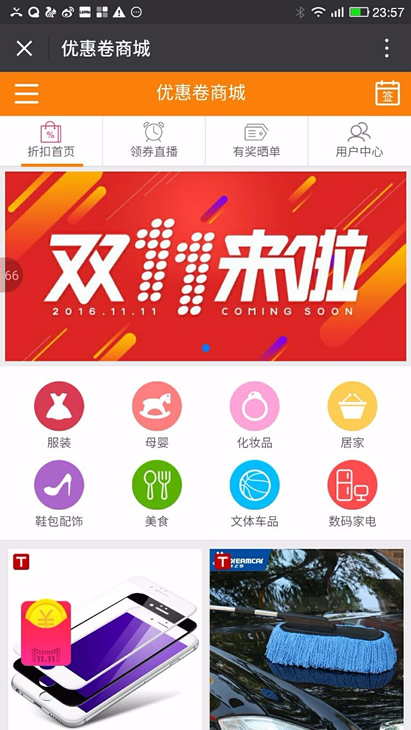 23:57
优惠卷商城
优惠卷商城
签
折扣首页
领券直播
有奖晒单
用户中心
66
双11来啦
2016.11.11 COMING SOON
服装
母婴
化妆品
居家
鞋包配饰
美食
文体车品
数码家电
T
T
DREAMCAR
¥
11.11